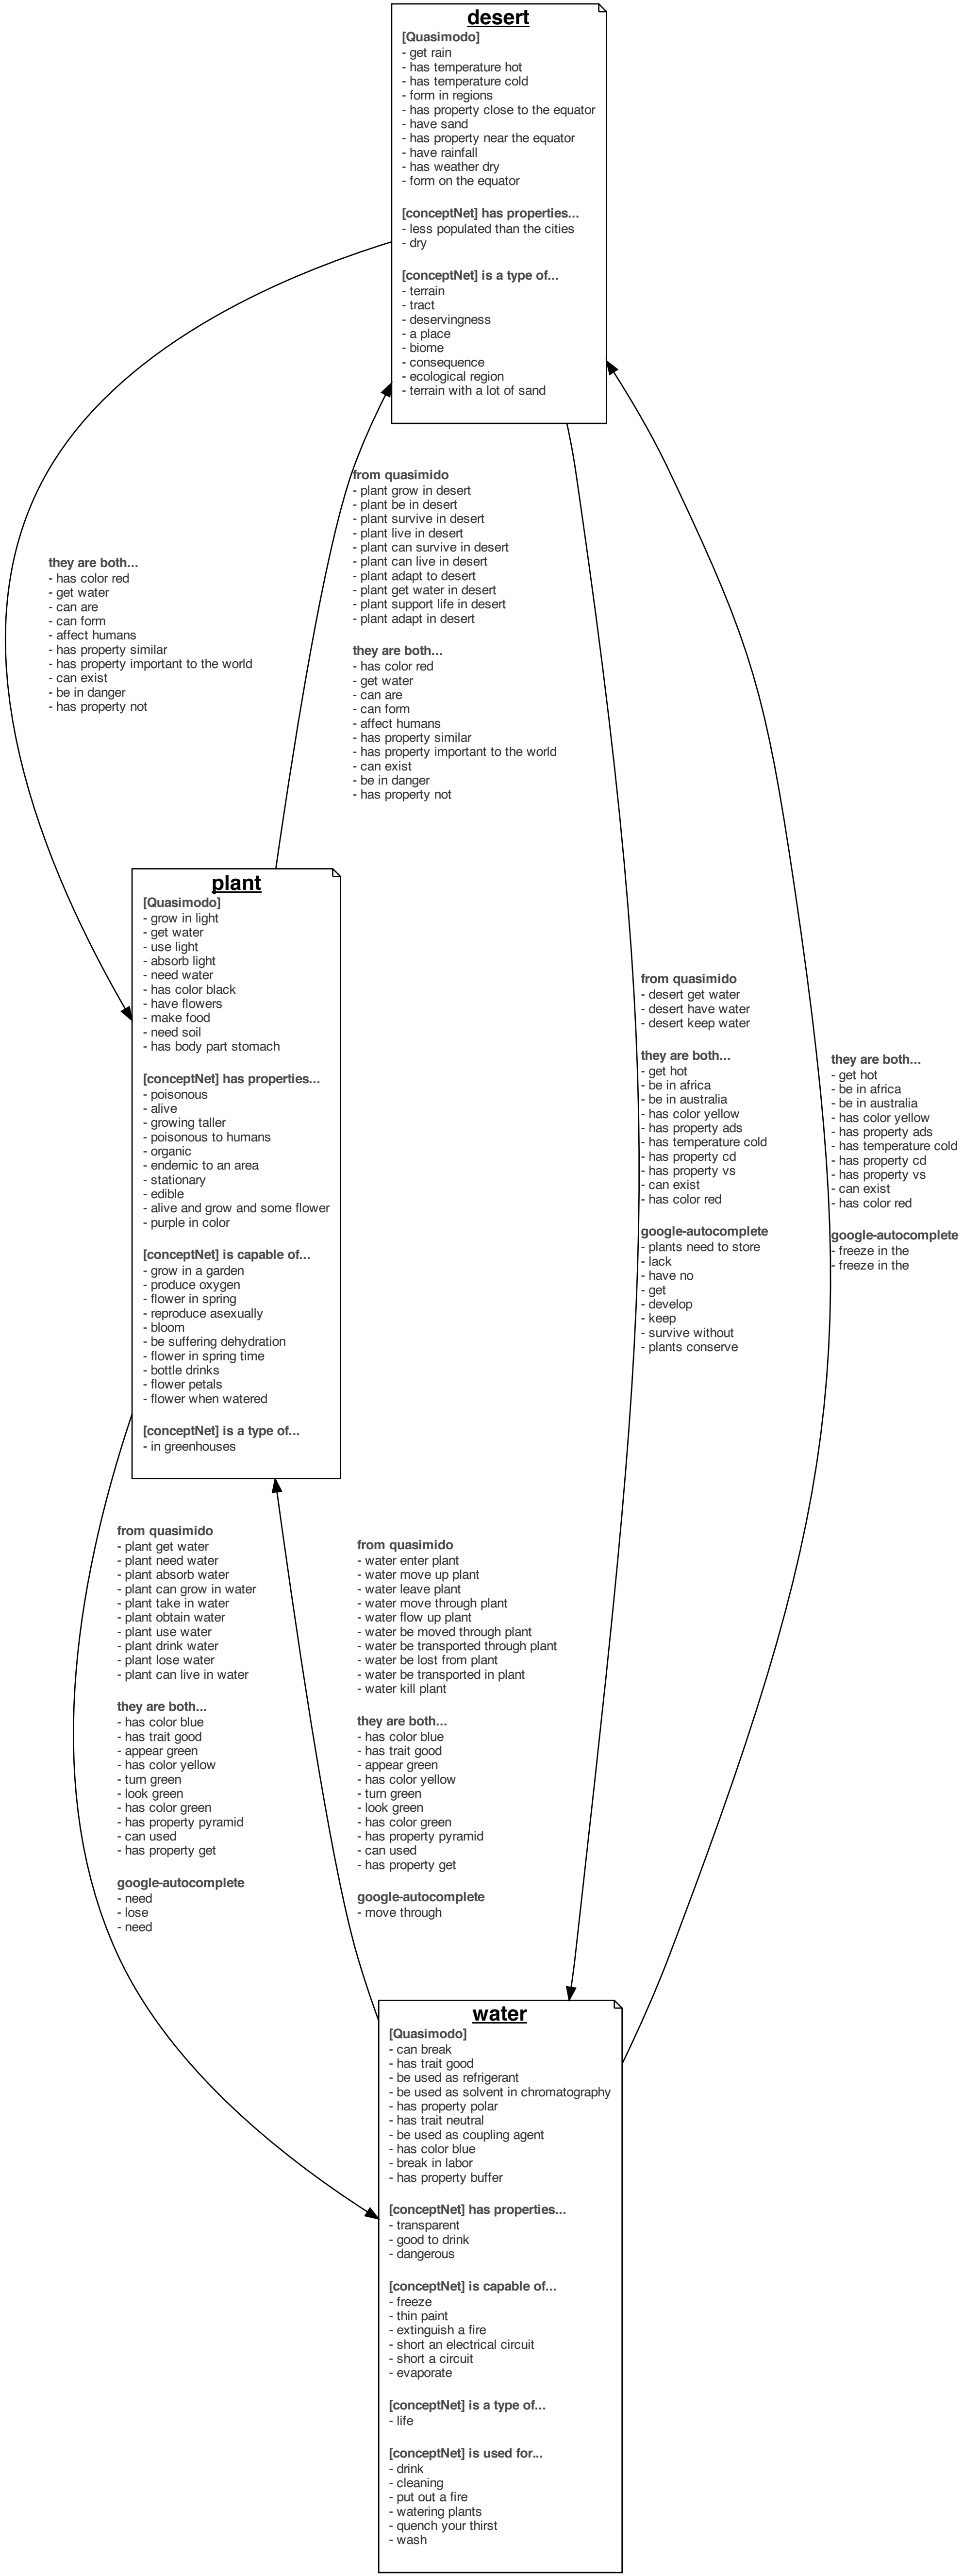 desert
[Quasimodo]
- get rain
- has temperature hot
- has temperature cold
- form in regions
- has property close to the equator
- have sand
- has property near the equator
- have rainfall
- has weather dry
- form on the equator
[conceptNet] has properties...
- less populated than the cities
- dry
[conceptNet] is a type of...
- terrain
- tract
- deservingness
- a place
- biome
- consequence
- ecological region
- terrain with a lot of sand
they are both...
- has color red
- get water
- can are
- can form
- affect humans
- has property similar
- has property important to the world
- can exist
- be in danger
- has property not
from quasimido
- plant grow in desert
- plant be in desert
- plant survive in desert
- plant live in desert
- plant can survive in desert
- plant can live in desert
- plant adapt to desert
- plant get water in desert
- plant support life in desert
- plant adapt in desert
they are both...
- has color red
- get water
- can are
- can form
- affect humans
- has property similar
- has property important to the world
- can exist
- be in danger
- has property not
plant
[Quasimodo]
- grow in light
- get water
- use light
- absorb light
- need water
- has color black
- have flowers
- make food
- need soil
- has body part stomach
[conceptNet] has properties...
- poisonous
- alive
- growing taller
- poisonous to humans
- organic
- endemic to an area
- stationary
- edible
- alive and grow and some flower
- purple in color
[conceptNet] is capable of...
- grow in a garden
- produce oxygen
- flower in spring
- reproduce asexually
- bloom
- be suffering dehydration
- flower in spring time
- bottle drinks
- flower petals
- flower when watered
[conceptNet] is a type of...
- in greenhouses
from quasimido
- desert get water
- desert have water
- desert keep water
they are both...
- get hot
- be in africa
- be in australia
- has color yellow
- has property ads
- has temperature cold
- has property cd
- has property vs
- can exist
- has color red
google-autocomplete
- plants need to store
- lack
- have no
- get
- develop
- keep
- survive without
- plants conserve
they are both...
- get hot
- be in africa
- be in australia
- has color yellow
- has property ads
- has temperature cold
- has property cd
- has property vs
- can exist
- has color red
google-autocomplete
- freeze in the
- freeze in the
from quasimido
- plant get water
- plant need water
- plant absorb water
- plant can grow in water
- plant take in water
- plant obtain water
- plant use water
- plant drink water
- plant lose water
- plant can live in water
they are both...
- has color blue
- has trait good
- appear green
- has color yellow
- turn green
- look green
- has color green
- has property pyramid
- can used
- has property get
google-autocomplete
- need
- lose
- need
from quasimido
- water enter plant
- water move up plant
- water leave plant
- water move through plant
- water flow up plant
- water be moved through plant
- water be transported through plant
- water be lost from plant
- water be transported in plant
- water kill plant
they are both...
- has color blue
- has trait good
- appear green
- has color yellow
- turn green
- look green
- has color green
- has property pyramid
- can used
- has property get
google-autocomplete
- move through
water
[Quasimodo]
- can break
- has trait good
- be used as refrigerant
- be used as solvent in chromatography
- has property polar
- has trait neutral
- be used as coupling agent
- has color blue
- break in labor
- has property buffer
[conceptNet] has properties...
- transparent
- good to drink
- dangerous
[conceptNet] is capable of...
- freeze
- thin paint
- extinguish a fire
- short an electrical circuit
- short a circuit
- evaporate
[conceptNet] is a type of...
- life
[conceptNet] is used for...
- drink
- cleaning
- put out a fire
- watering plants
- quench your thirst
- wash